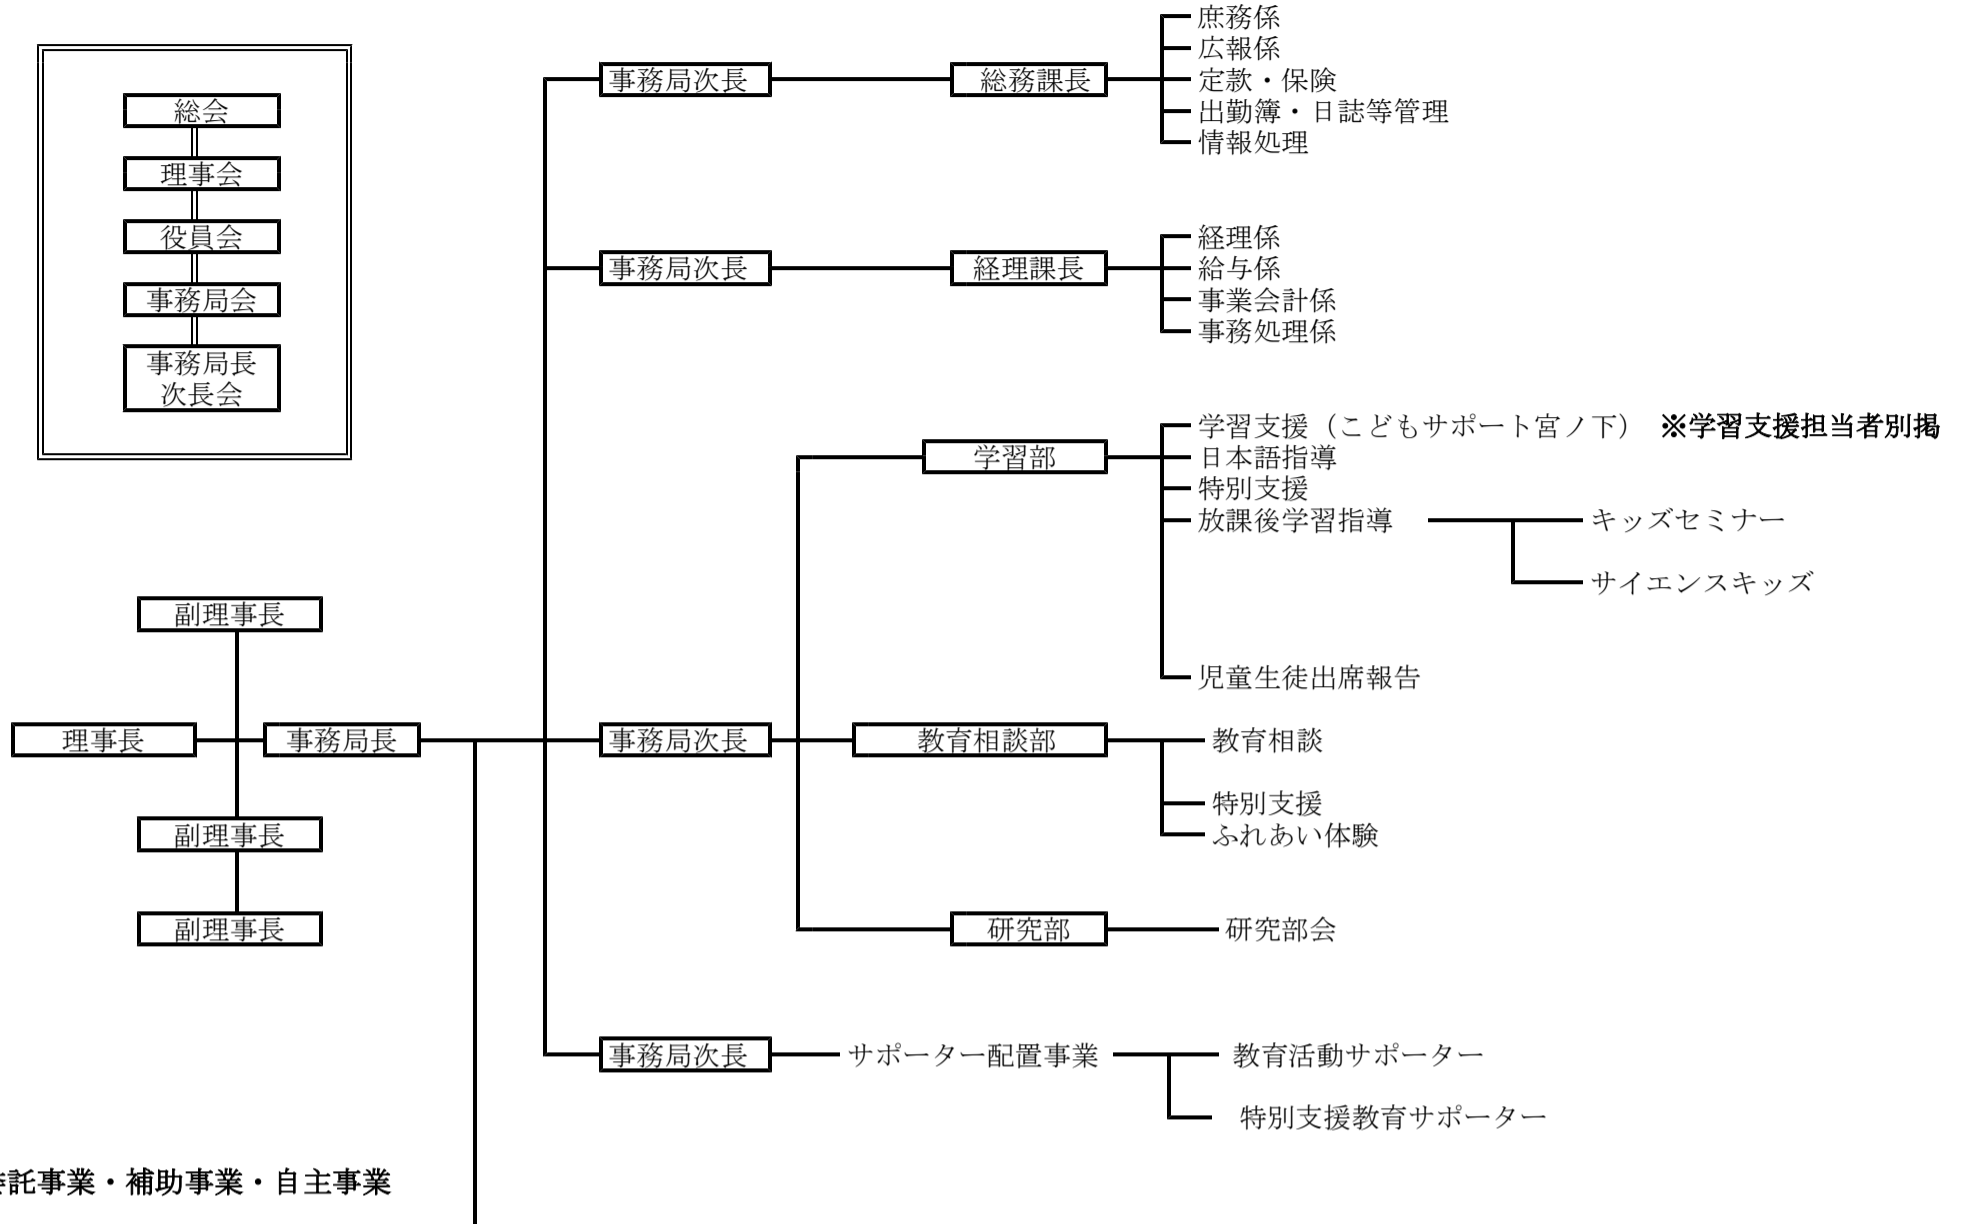 総会
理事会
役員会
事務局会
事務局長
次長会
事務局次長
総務課長
庶務係
広報係
定款・保険
出勤簿・日誌等管理
情報処理
事務局次長
経理課長
経理係
給与係
事業会計係
事務処理係
学習部
学習支援（こどもサポート宮ノ下） ※学習支援担当者別掲
日本語指導
特別支援
放課後学習指導
キッズセミナー
サイエンスキッズ
児童生徒出席報告
副理事長
理事長
事務局長
副理事長
副理事長
事務局次長
教育相談部
教育相談
特別支援
ふれあい体験
研究部
研究部会
事務局次長
サポーター配置事業
教育活動サポーター
特別支援教育サポーター
託事業・補助事業・自主事業